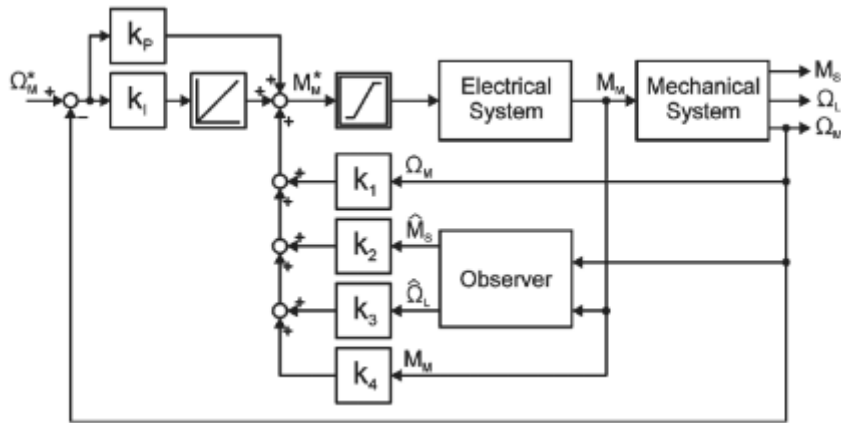 k_P
Ω*_M + − k_I + + + M*_M Electrical System M_M Mechanical System M_S
Ω_L
Ω_M
+ + k_1 Ω_M
+ + k_2 M̂_S Observer
+ + k_3 Ω̂_L
k_4 M_M